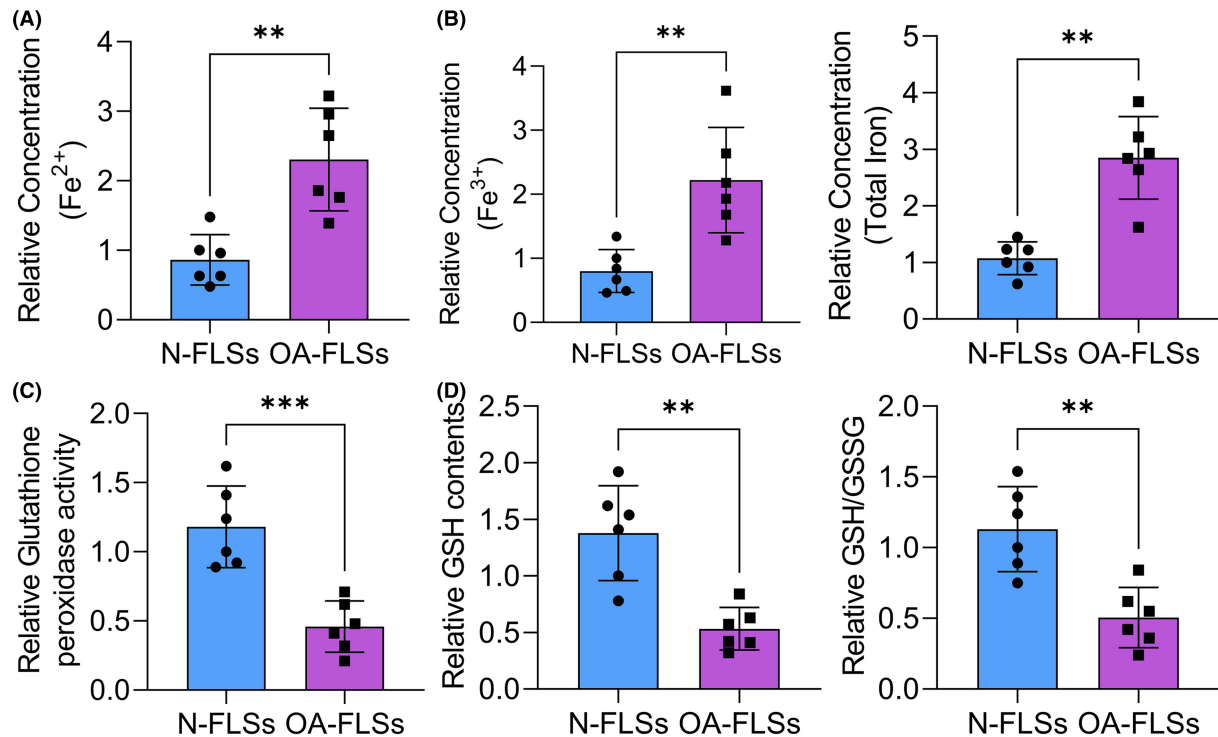 (A)
Relative Concentration
(Fe2+)
**
4
3
2
1
0
N-FLSs OA-FLSs
(B)
Relative Concentration
(Fe3+)
**
4
3
2
1
0
N-FLSs OA-FLSs
Relative Concentration
(Total Iron)
**
5
4
3
2
1
0
N-FLSs OA-FLSs
(C)
Relative Glutathione
peroxidase activity
***
2.0
1.5
1.0
0.5
0.0
N-FLSs OA-FLSs
(D)
Relative GSH contents
**
2.5
2.0
1.5
1.0
0.5
0.0
N-FLSs OA-FLSs
Relative GSH/GSSG
**
2.0
1.5
1.0
0.5
0.0
N-FLSs OA-FLSs